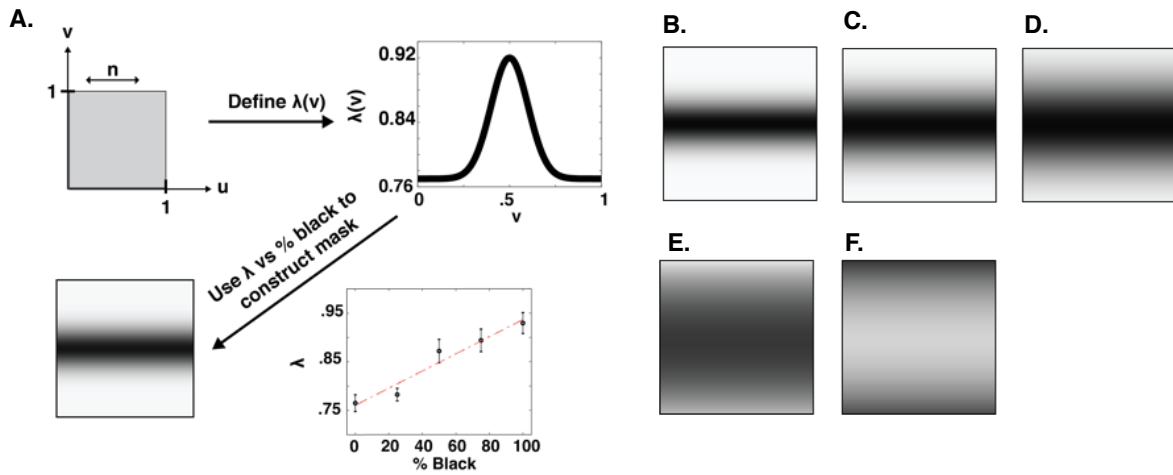 A.
v
n
1
u
1
Define λ(v)
0.92
0.84
0.76
λ(v)
0
.5
1
v
Use λ vs % black to
construct mask
.95
.85
.75
λ
0
20
40
60
80
100
% Black
B.
C.
D.
E.
F.